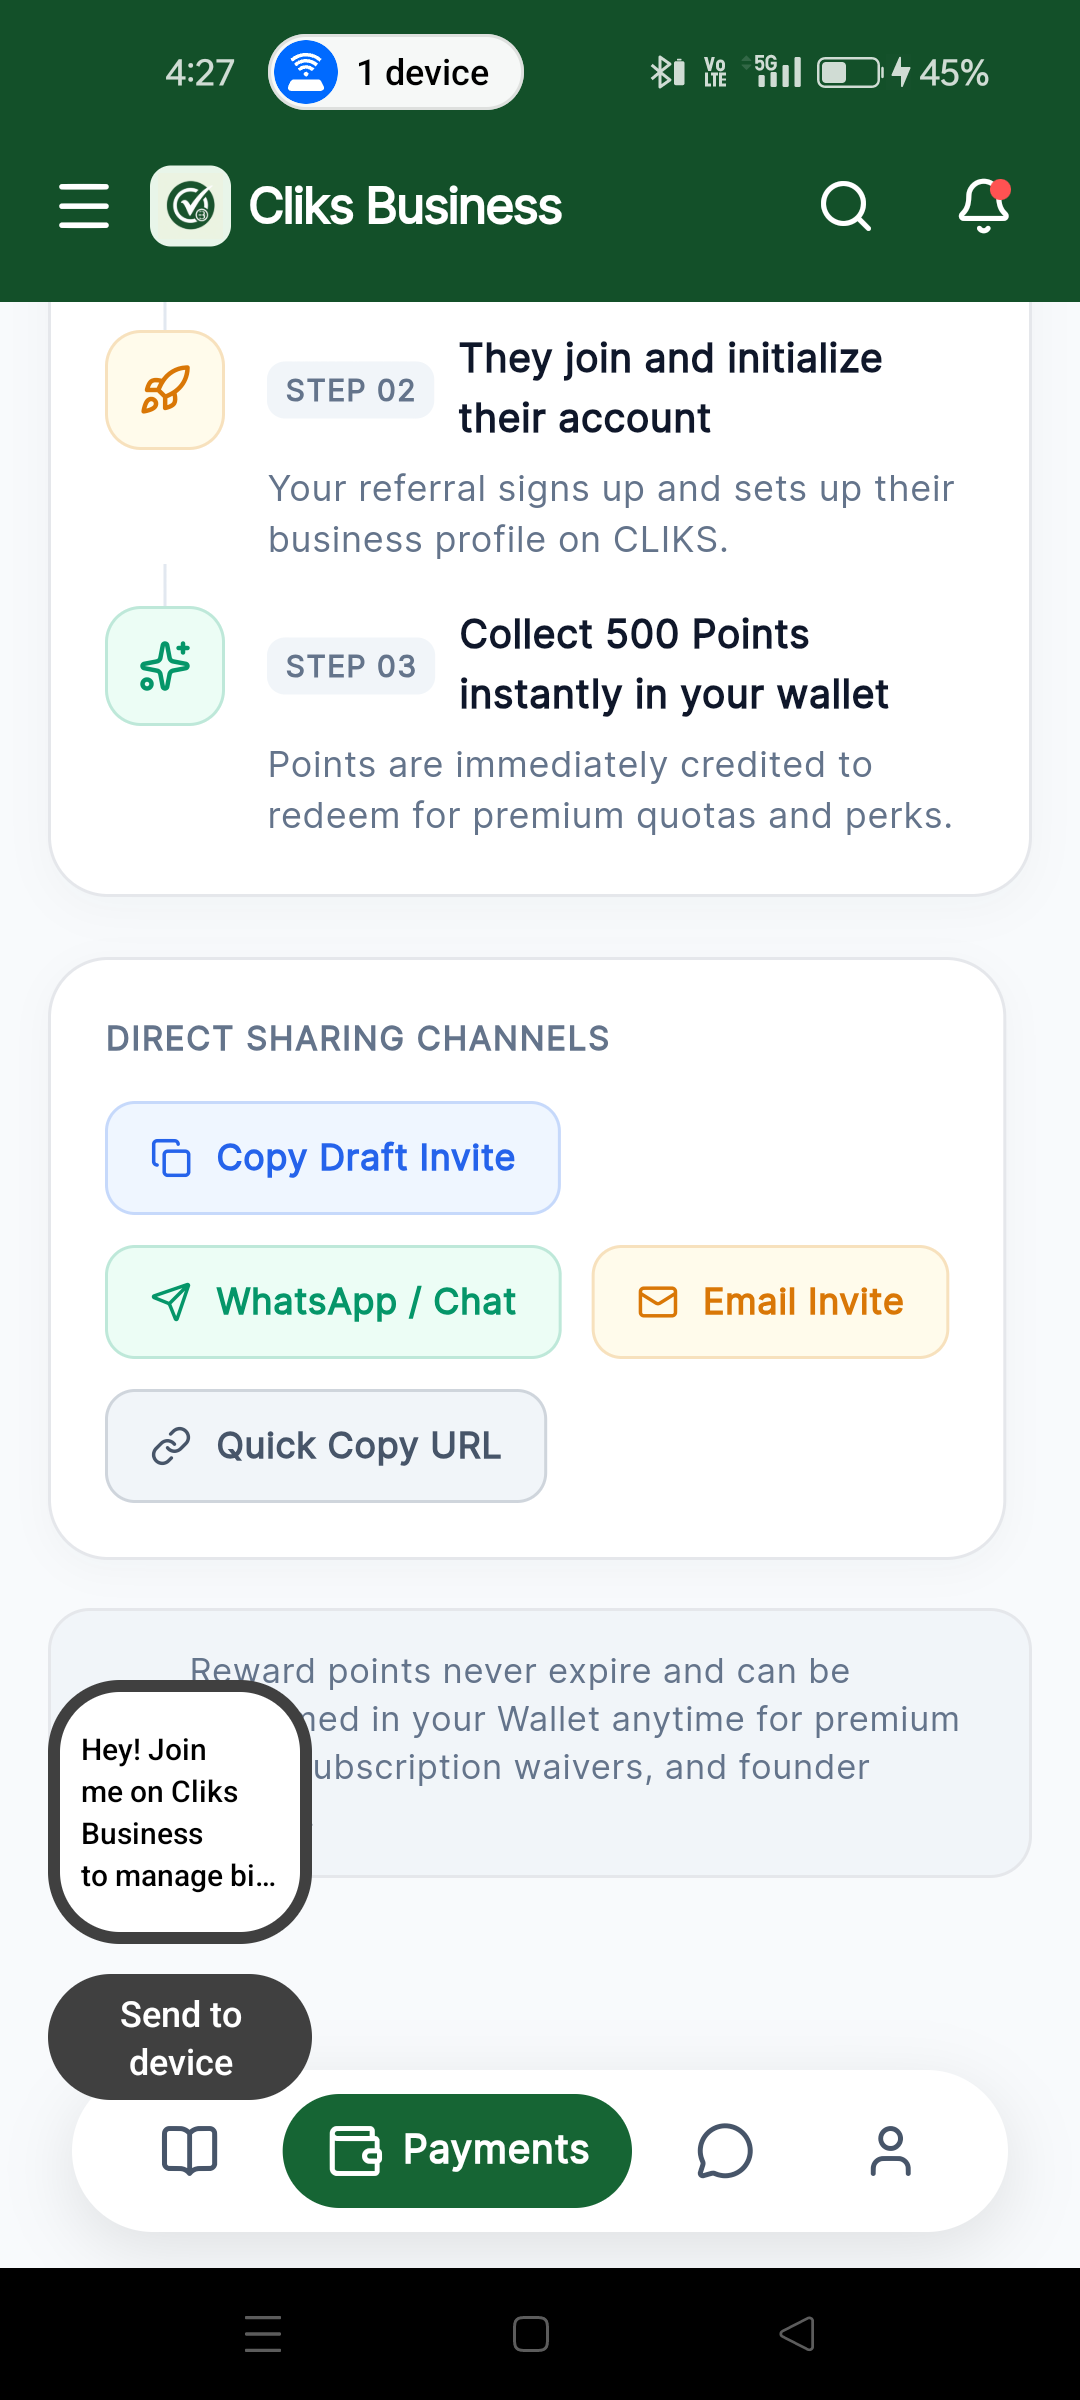 4:27
1 device
Vo LTE
5G
45%
Cliks Business
STEP 02
They join and initialize
their account
Your referral signs up and sets up their
business profile on CLIKS.
STEP 03
Collect 500 Points
instantly in your wallet
Points are immediately credited to
redeem for premium quotas and perks.
DIRECT SHARING CHANNELS
Copy Draft Invite
WhatsApp / Chat
Email Invite
Quick Copy URL
Reward points never expire and can be
in your Wallet anytime for premium
waivers, and founder
Hey! Join
me on Cliks
Business
to manage bi...
Send to
device
Payments